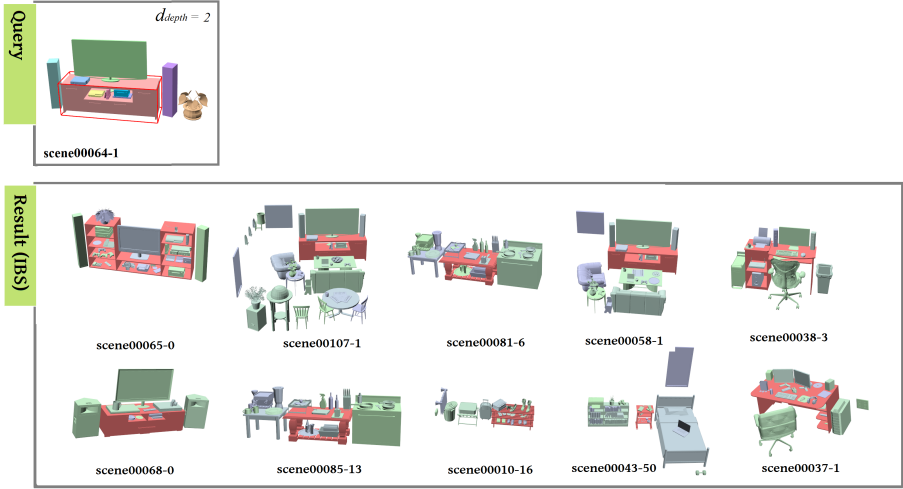 Query
d depth = 2
scene00064-1
Result (IBS)
scene00065-0
scene00107-1
scene00081-6
scene00058-1
scene00038-3
scene00068-0
scene00085-13
scene00010-16
scene00043-50
scene00037-1